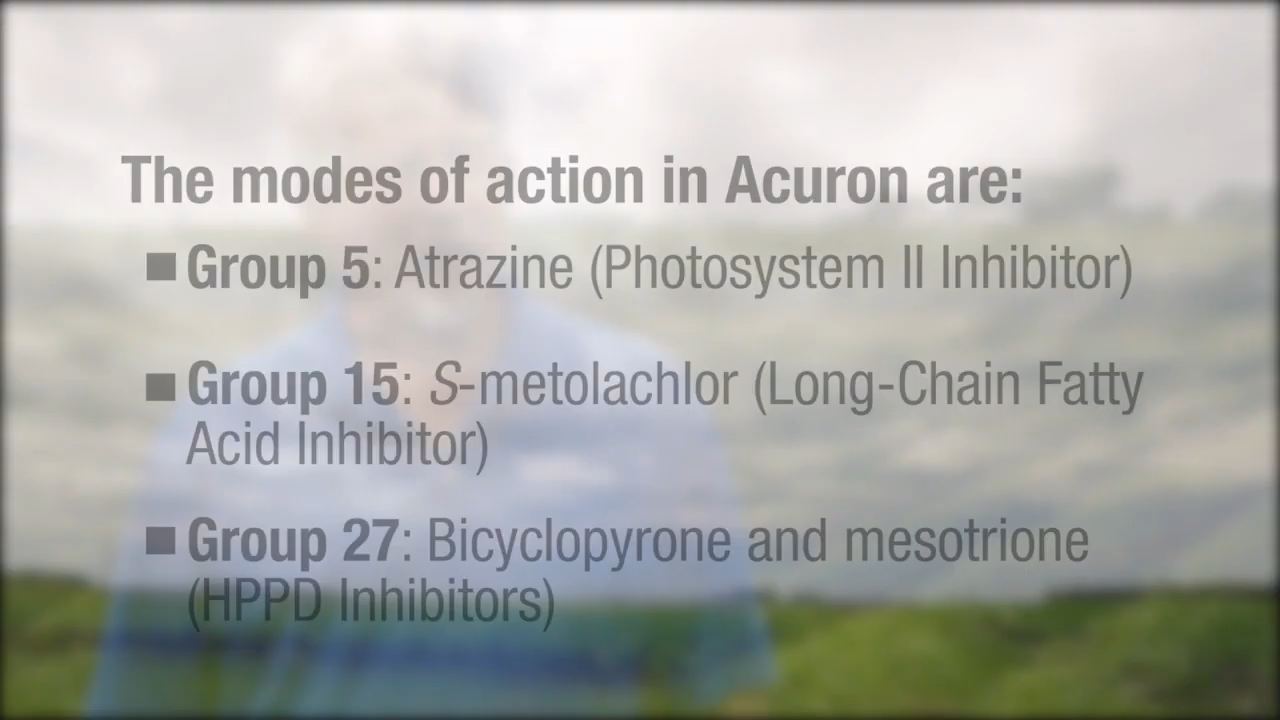 The modes of action in Acuron are:
■ Group 5: Atrazine (Photosystem II Inhibitor)
■ Group 15: S-metolachlor (Long-Chain Fatty
Acid Inhibitor)
■ Group 27: Bicyclopyrone and mesotrione
(HPPD Inhibitors)